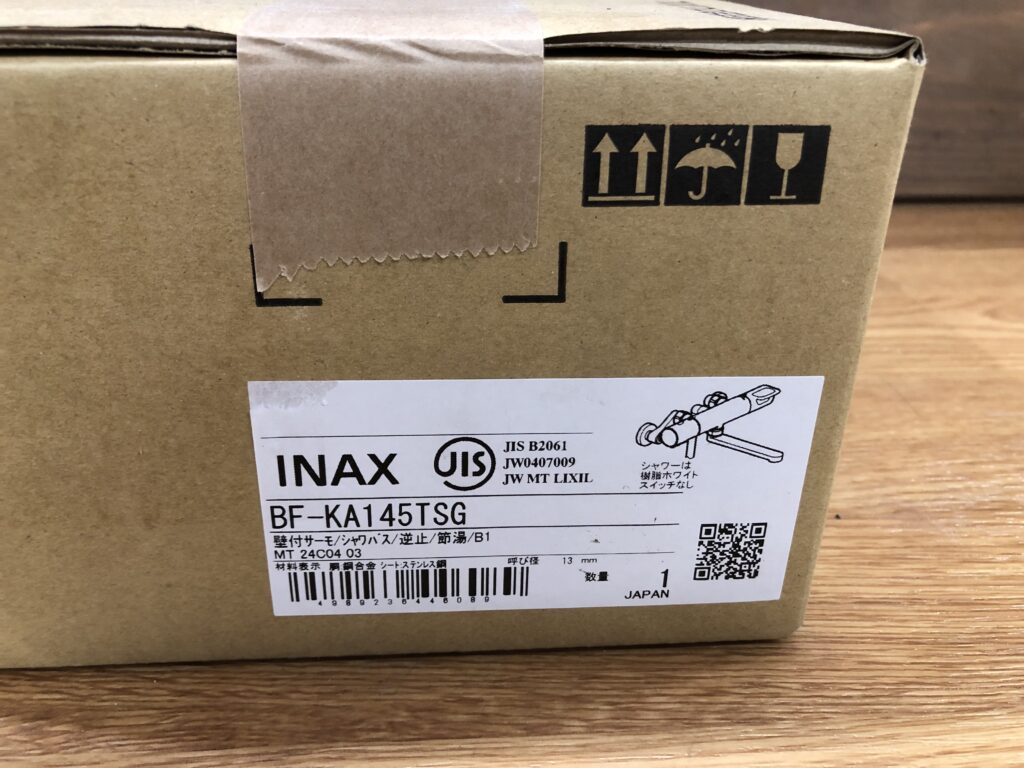 シャワーは
樹脂ホワイト
スイッチなし
INAX
JIS
JIS B2061
JW0407009
JW MT LIXIL
BF-KA145TSG
壁付サーモ/シャワバス/逆止/節湯/B1
MT 24C04 03
材料表示 胴:銅合金 シート:ステンレス鋼
呼び径 13 mm
4989236446089
数量 1
JAPAN